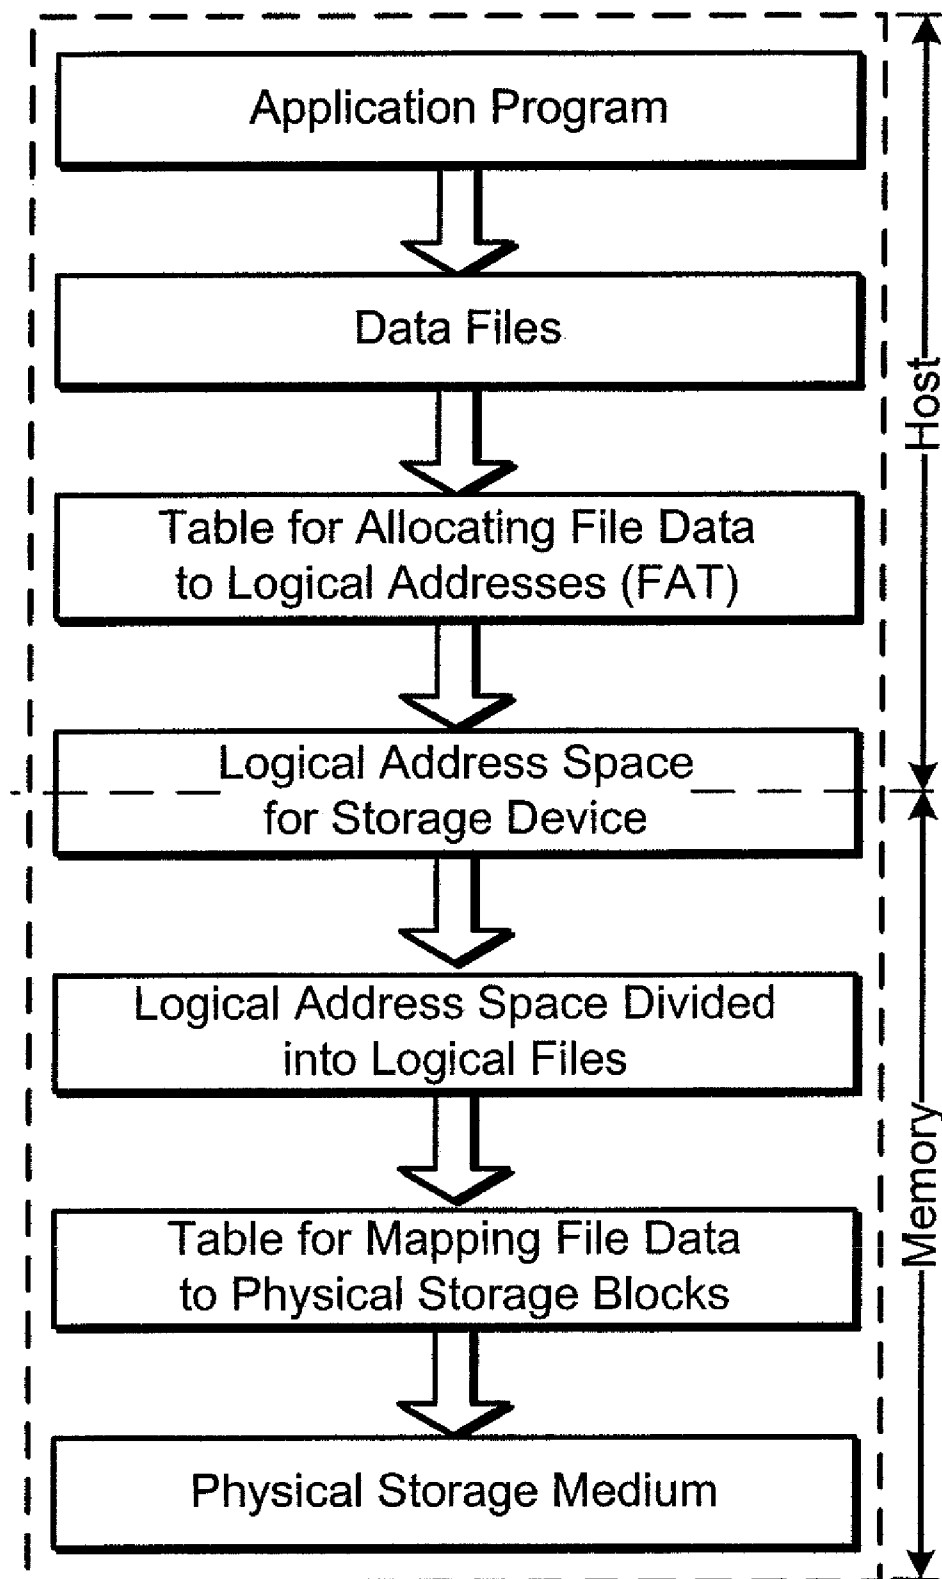 Application Program
Data Files
Table for Allocating File Data
to Logical Addresses (FAT)
Logical Address Space
for Storage Device
Logical Address Space Divided
into Logical Files
Table for Mapping File Data
to Physical Storage Blocks
Physical Storage Medium
Host
Memory